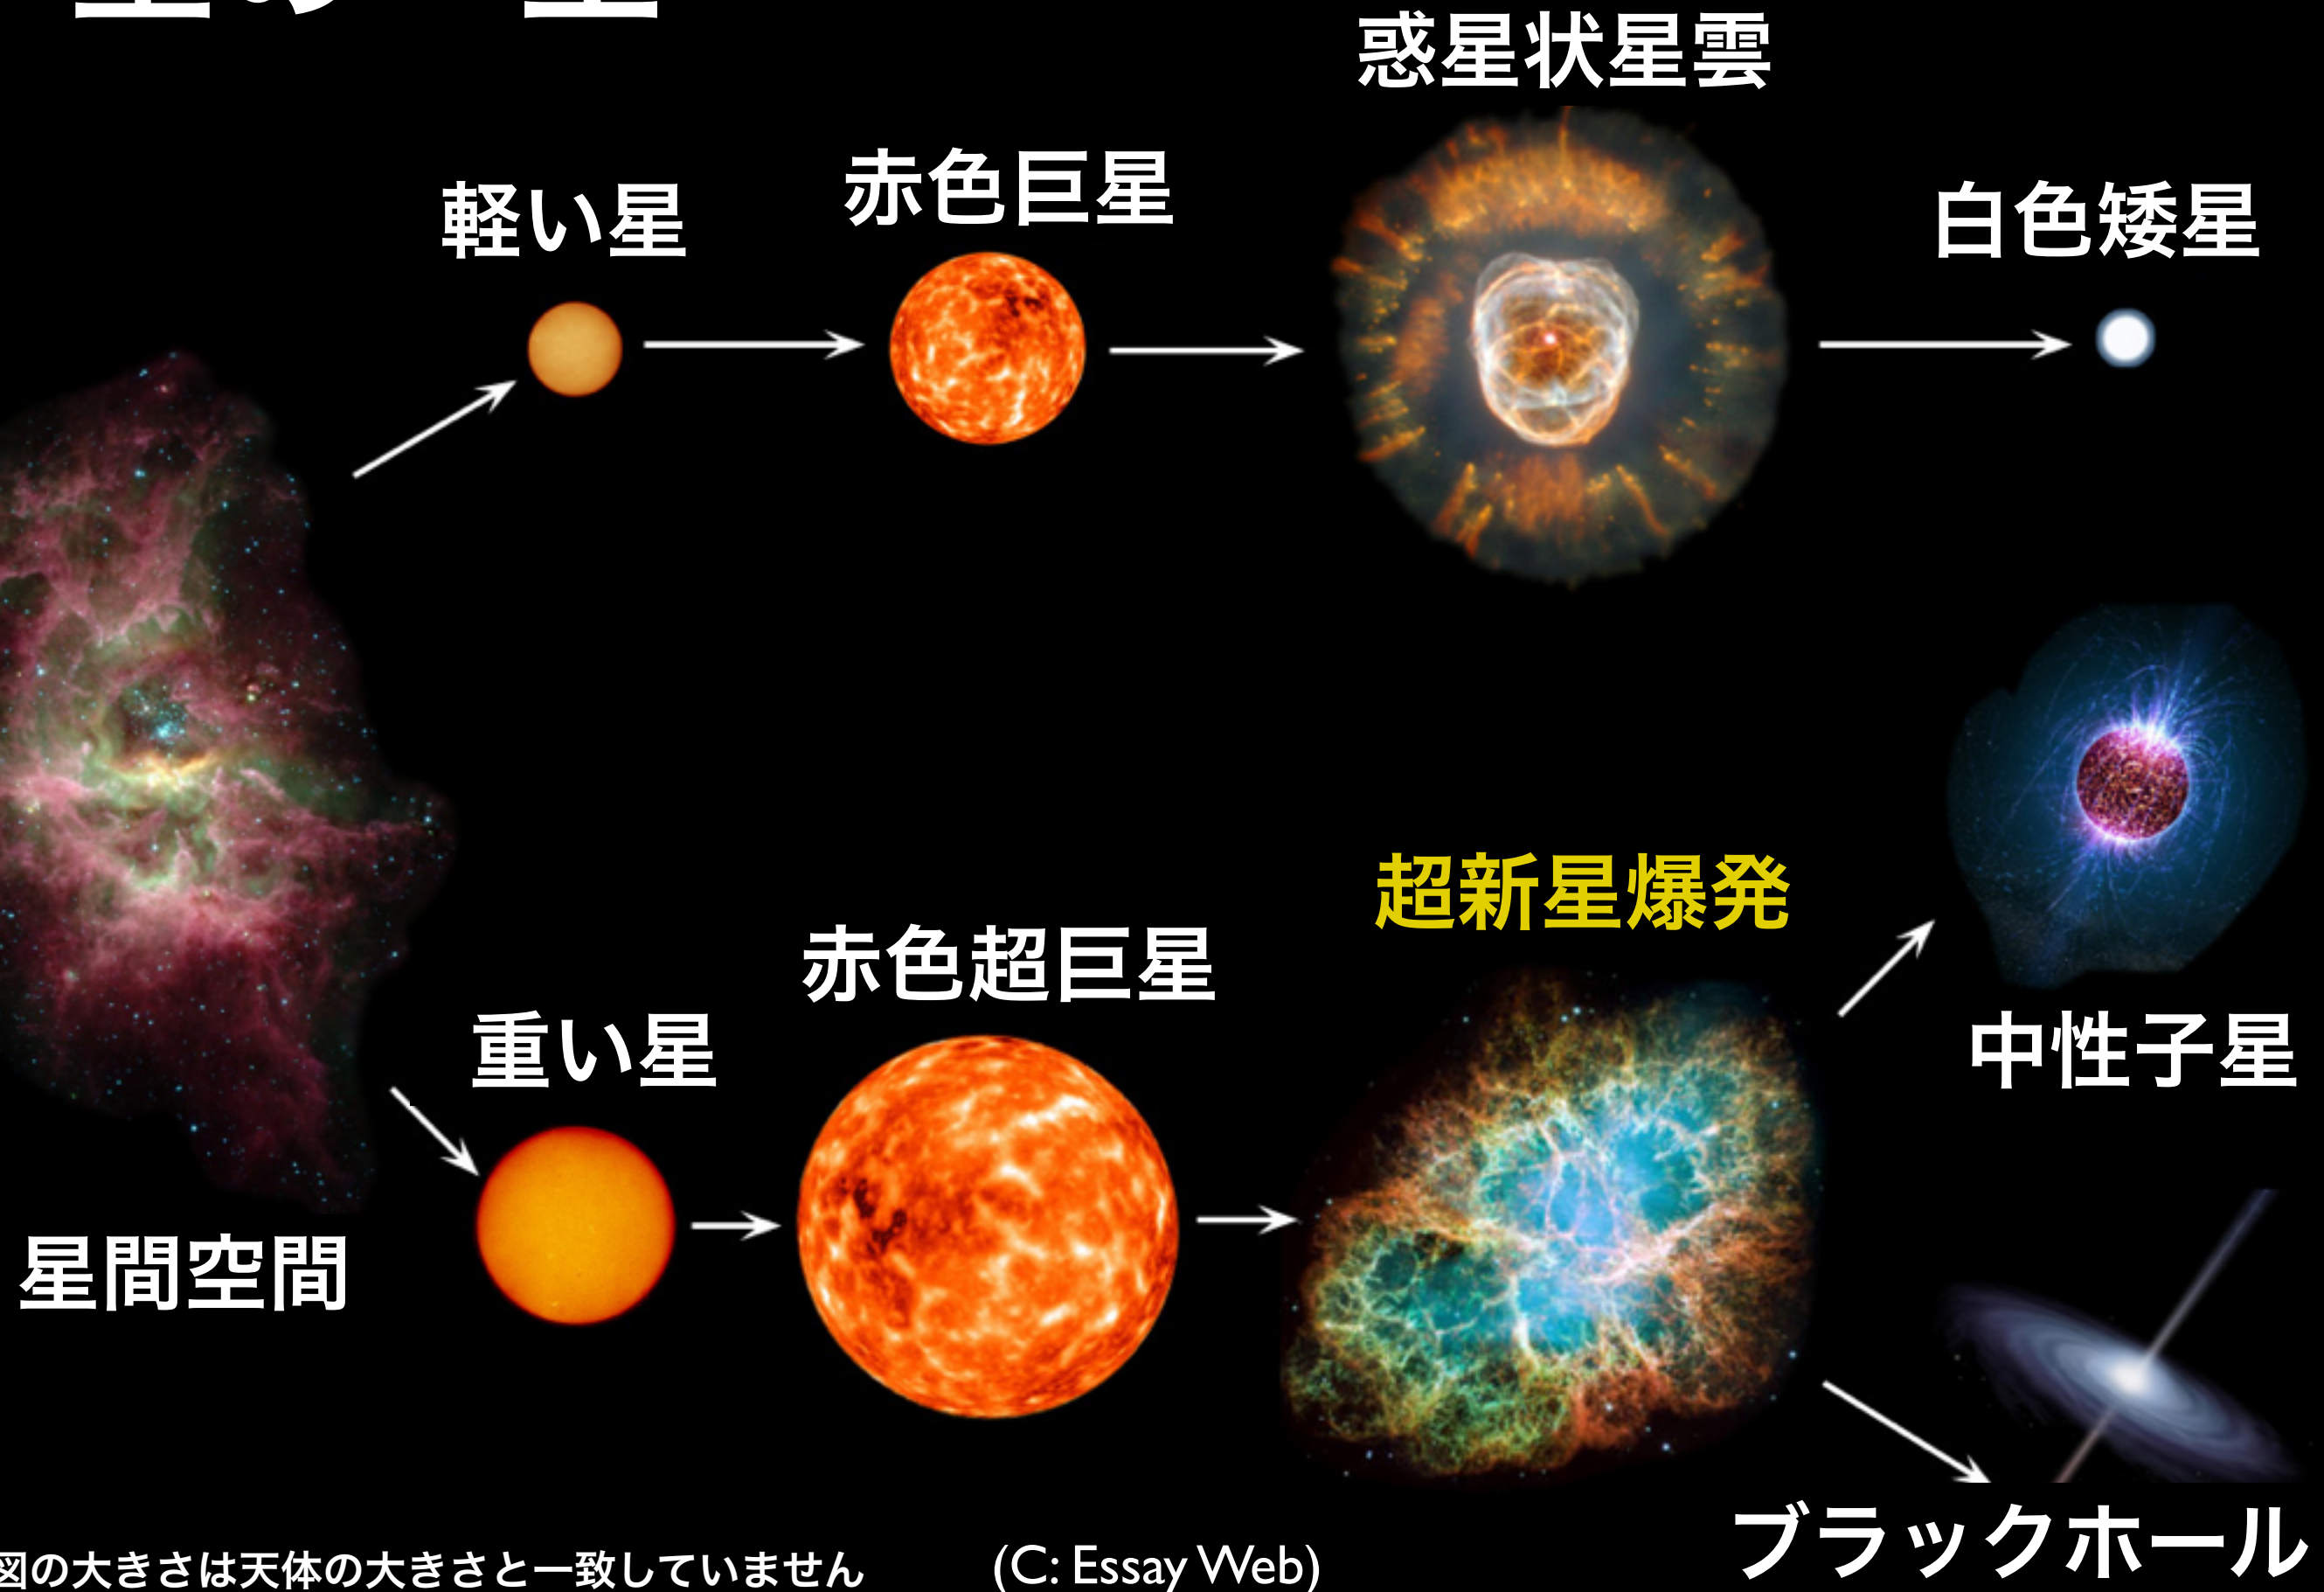 惑星状星雲
軽い星
赤色巨星
白色矮星
超新星爆発
赤色超巨星
重い星
中性子星
星間空間
ブラックホール
図の大きさは天体の大きさと一致していません
(C: Essay Web)